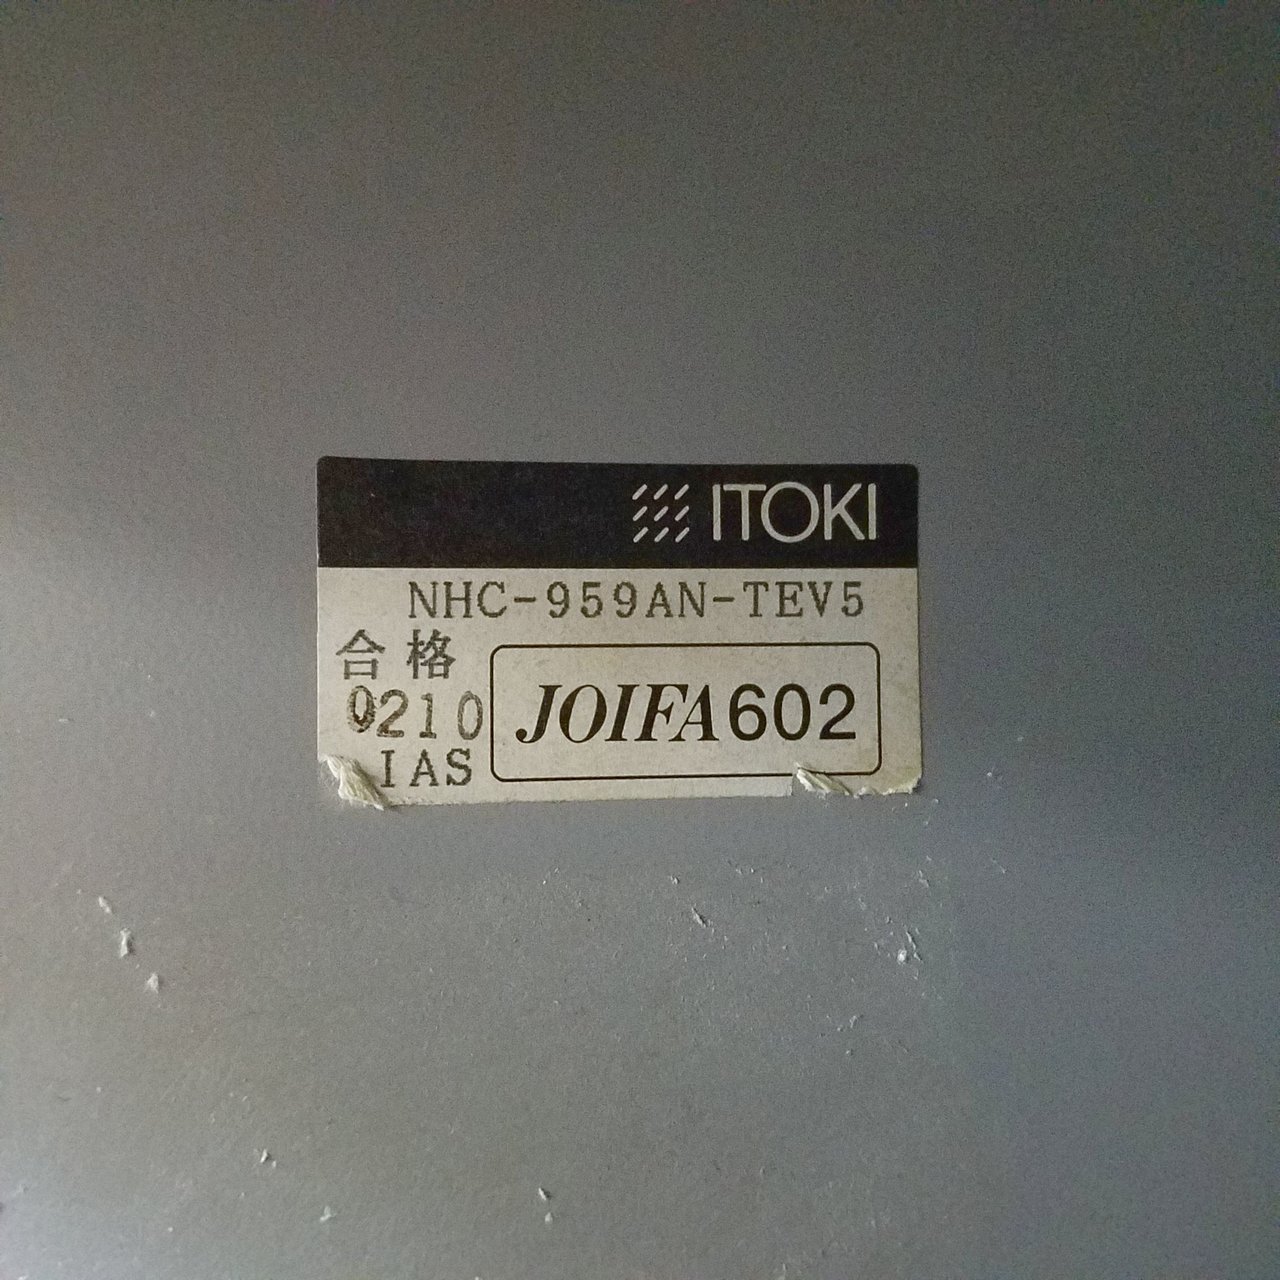 ITOKI
NHC-959AN-TEV5
合格
0210
IAS
JOIFA602